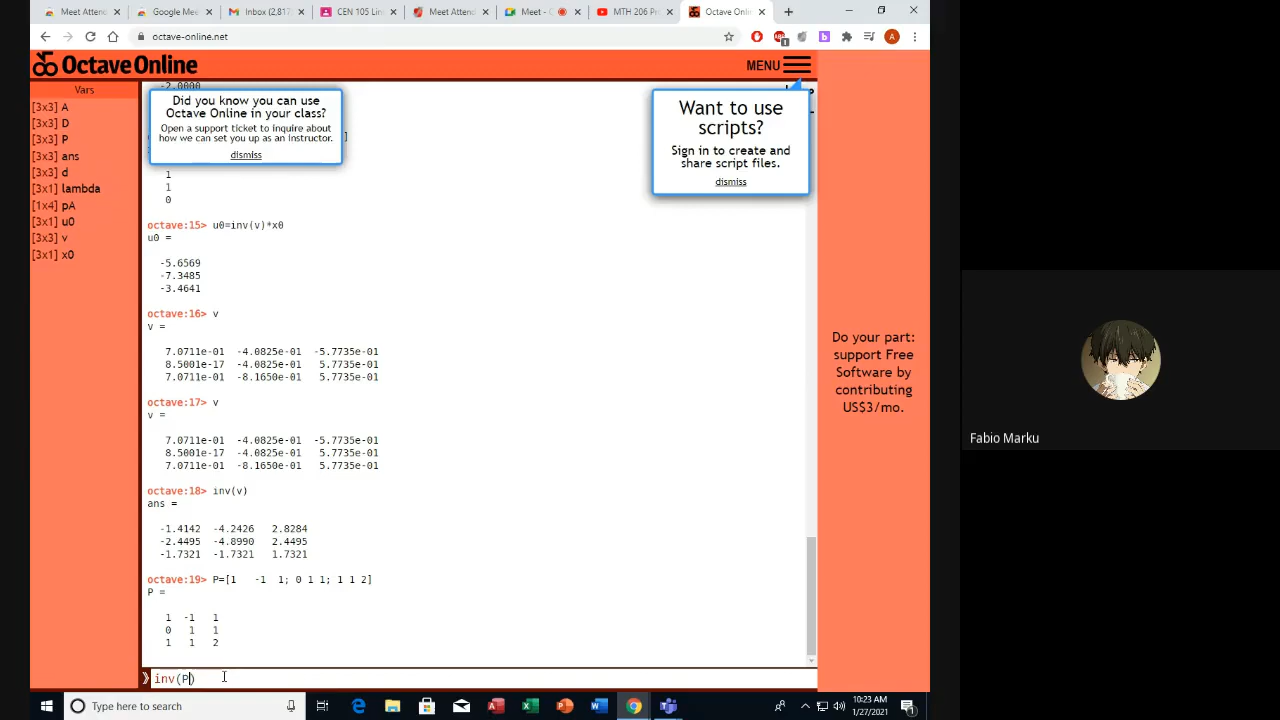 Meet Attend
Google Mee
Inbox (2,817
CEN 105 Lin
Meet Attend
Meet - C
MTH 206 Pr
Octave Onli
octave-online.net
Octave Online
MENU
Vars
[3x3] A
[3x3] D
[3x3] P
[3x3] ans
[3x3] d
[3x1] lambda
[1x4] pA
[3x1] u0
[3x3] v
[3x1] x0
-2.0000
Did you know you can use
Octave Online in your class?
Open a support ticket to inquire about
how we can set you up as an Instructor.
dismiss
]
Want to use
scripts?
Sign in to create and
share script files.
dismiss
1
1
0
octave:15> u0=inv(v)*x0
u0 =
-5.6569
-7.3485
-3.4641
octave:16> v
v =
7.0711e-01 -4.0825e-01 -5.7735e-01
8.5001e-17 -4.0825e-01 5.7735e-01
7.0711e-01 -8.1650e-01 5.7735e-01
octave:17> v
v =
7.0711e-01 -4.0825e-01 -5.7735e-01
8.5001e-17 -4.0825e-01 5.7735e-01
7.0711e-01 -8.1650e-01 5.7735e-01
octave:18> inv(v)
ans =
-1.4142 -4.2426 2.8284
-2.4495 -4.8990 2.4495
-1.7321 -1.7321 1.7321
octave:19> P=[1 -1 1; 0 1 1; 1 1 2]
P =
1 -1 1
0 1 1
1 1 2
inv(P)
Do your part:
support Free
Software by
contributing
US$3/mo.
Fabio Marku
Type here to search
10:23 AM
1/27/2021